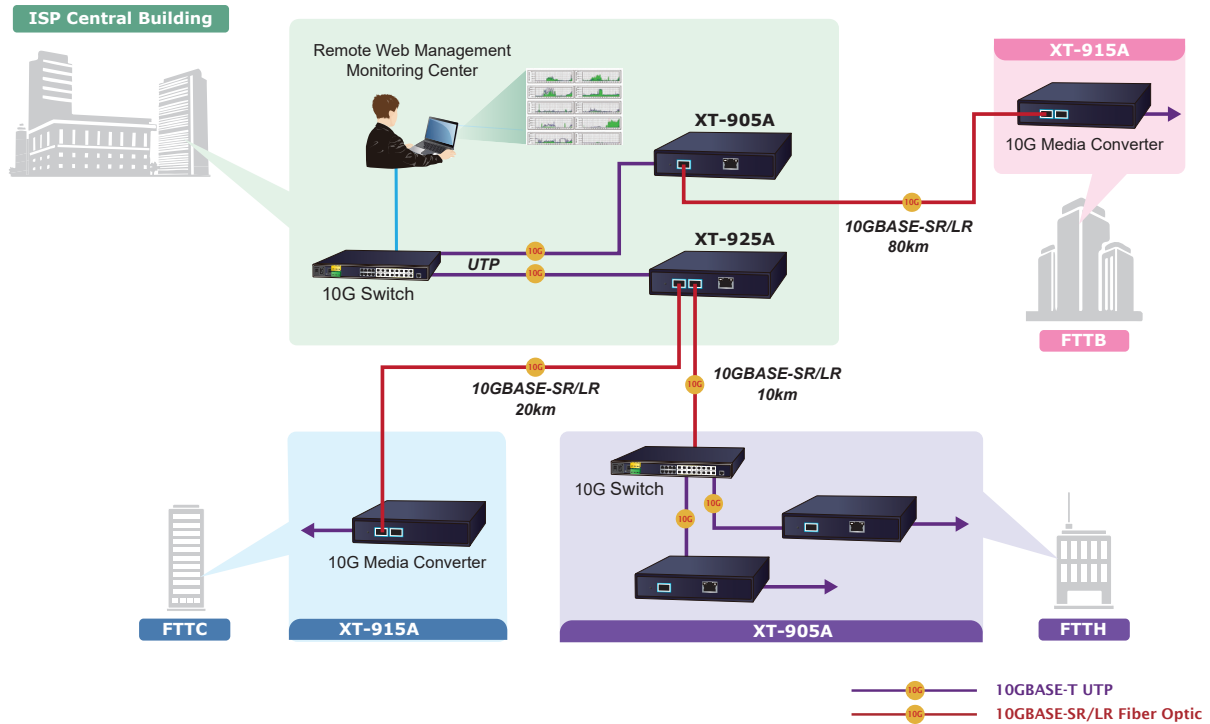 ISP Central Building
Remote Web Management
Monitoring Center
XT-905A
XT-915A
10G Media Converter
10G
10GBASE-SR/LR
80km
FTTB
10G
UTP
10G
10G Switch
XT-925A
10G
10GBASE-SR/LR
20km
10G
10GBASE-SR/LR
10km
10G Switch
10G
10G
10G Media Converter
FTTC
XT-915A
XT-905A
FTTH
10G
10GBASE-T UTP
10G
10GBASE-SR/LR Fiber Optic